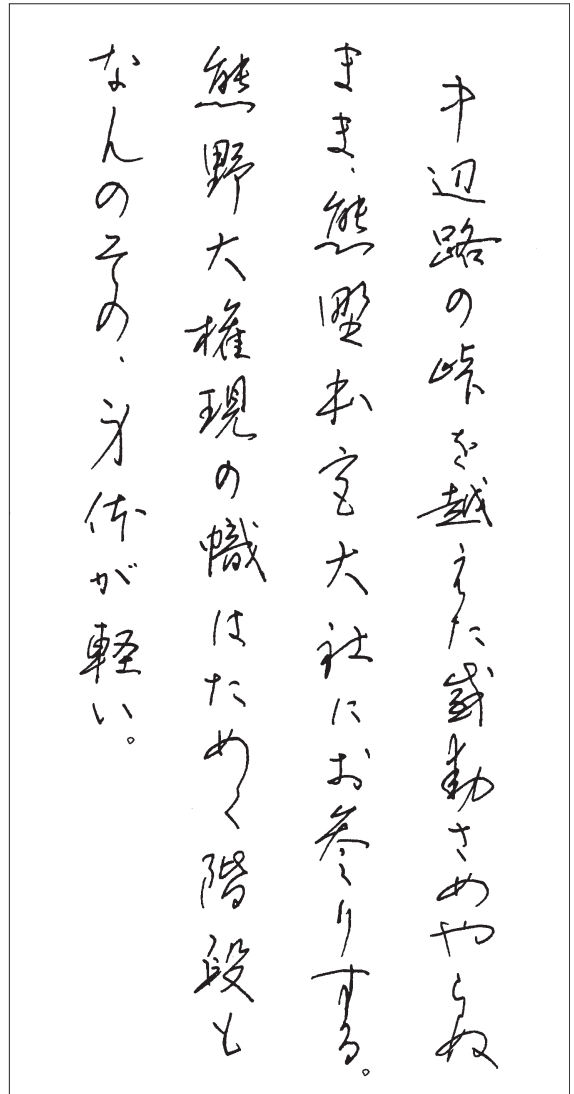 中辺路の峠を越えた感動さめやらぬ
まま、熊野本宮大社にお参りする。
熊野大権現の幟はためく階段も
なんのその、身体が軽い。